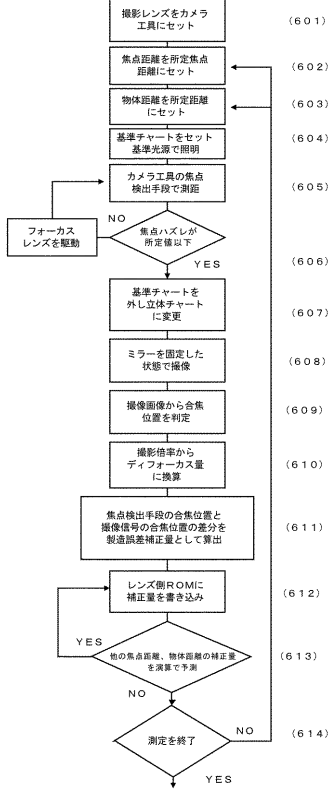 撮影レンズをカメラ
工具にセット
(601)
焦点距離を所定焦点
距離にセット
(602)
物体距離を所定距離
にセット
(603)
基準チャートをセット
基準光源で照明
(604)
カメラ工具の焦点
検出手段で測距
(605)
NO
フォーカス
レンズを駆動
焦点ハズレが
所定値以下
(606)
YES
基準チャートを
外し立体チャート
に変更
(607)
ミラーを固定した
状態で撮像
(608)
撮像画像から合焦
位置を判定
(609)
撮影倍率から
ディフォーカス量
に換算
(610)
焦点検出手段の合焦位置と
撮像信号の合焦位置の差分を
製造誤差補正量として算出
(611)
レンズ側ROMに
補正量を書き込み
(612)
YES
他の焦点距離、物体距離の補正量
を演算で予測
(613)
NO
測定を終了
NO
(614)
YES